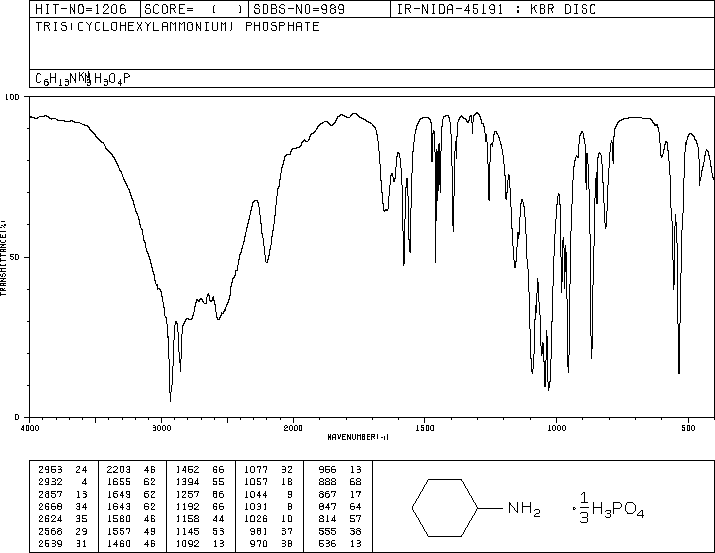 HIT-NO=1206 SCORE= ( ) SDBS-NO=989 IR-NIDA-45191 : KBR DISC
TRIS(CYCLOHEXYLAMMONIUM) PHOSPHATE
100
50
0
TRANSMITTANCE(%)
4000 3000 2000 1500 1000 500
WAVENUMBER(-1)
2953 24 2203 46 1462 66 1077 32 956 13
2932 4 1655 62 1394 55 1057 18 888 68
2857 13 1649 62 1257 86 1044 9 867 17
2668 34 1643 62 1192 66 1031 8 847 64
2624 35 1580 46 1158 44 1026 10 814 57
2566 29 1557 49 1145 53 981 37 555 38
2539 31 1460 46 1092 13 970 38 536 13
NH2 · 1/3 H3PO4